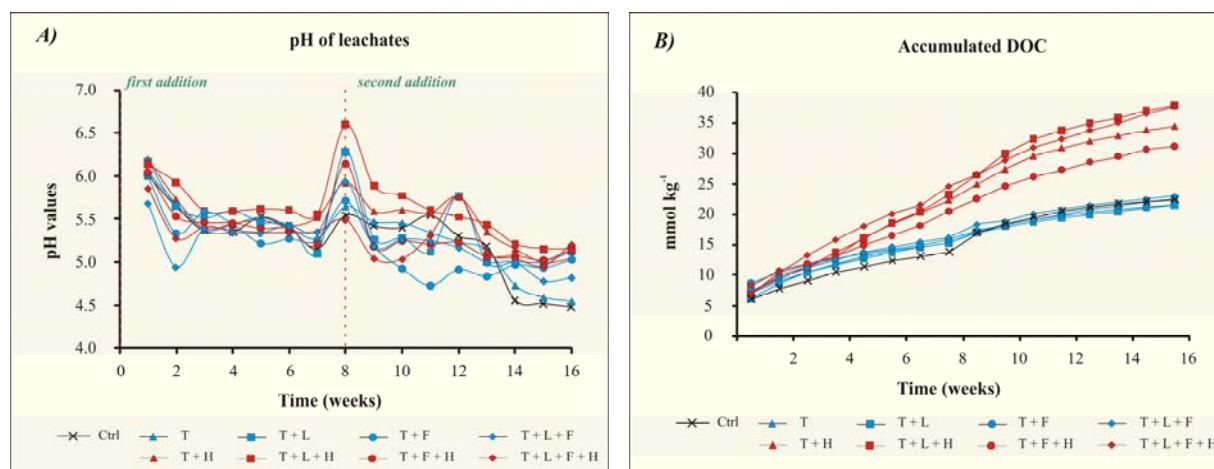 A)
pH of leachates
first addition
second addition
7.0
6.5
6.0
5.5
5.0
4.5
4.0
pH values
0
2
4
6
8
10
12
14
16
Time (weeks)
Ctrl
T
T + L
T + F
T + L + F
T + H
T + L + H
T + F + H
T + L + F + H
B)
Accumulated DOC
40
35
30
25
20
15
10
5
0
mmol kg⁻¹
0
2
4
6
8
10
12
14
16
Time (weeks)
Ctrl
T
T + L
T + F
T + L + F
T + H
T + L + H
T + F + H
T + L + F + H